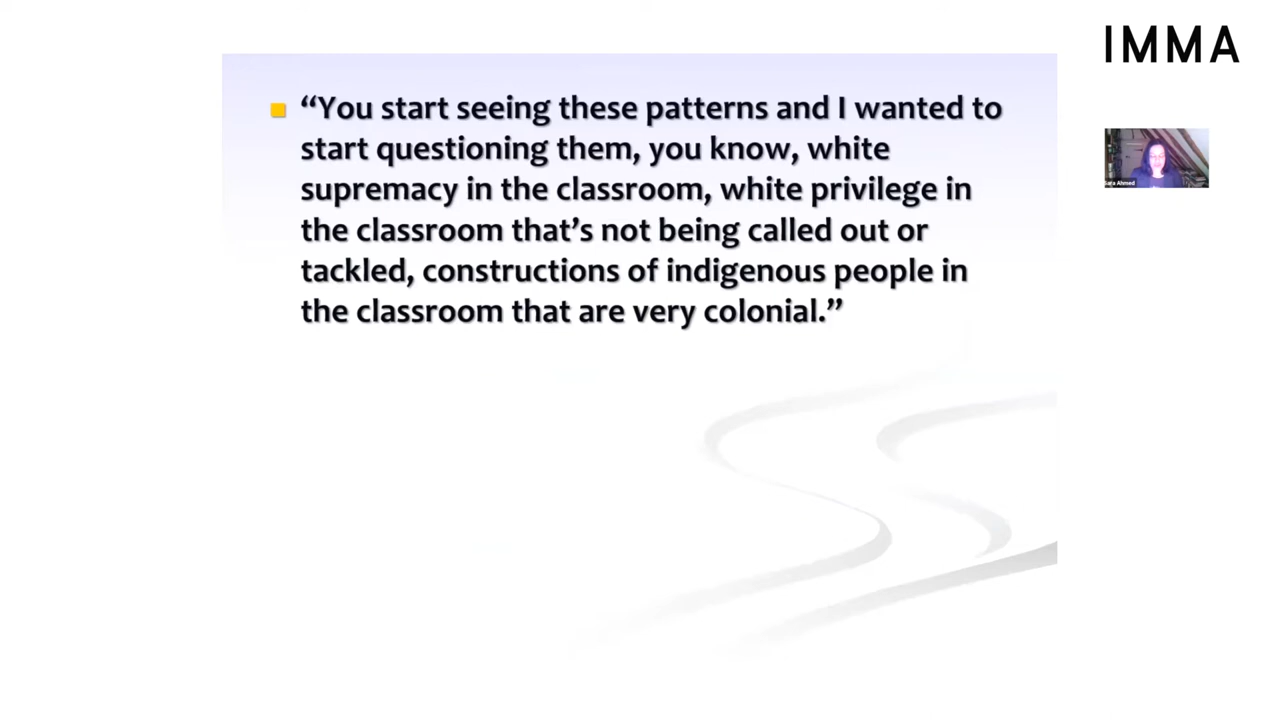 IMMA
“You start seeing these patterns and I wanted to
start questioning them, you know, white
supremacy in the classroom, white privilege in
the classroom that’s not being called out or
tackled, constructions of indigenous people in
the classroom that are very colonial.”
Sara Ahmed